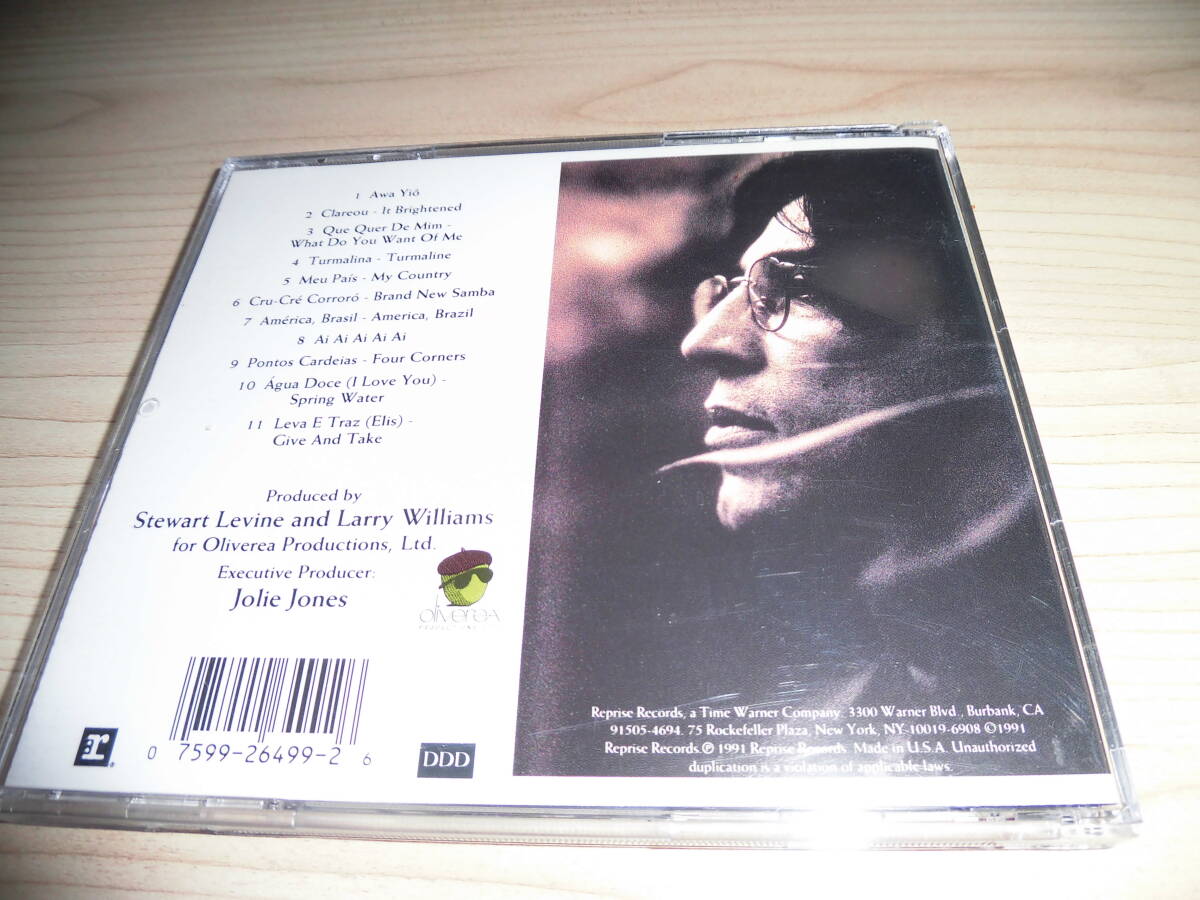 1 Awa Yió
2 Clareou - It Brightened
3 Que Quer De Mim -
What Do You Want Of Me
4 Turmalina - Turmaline
5 Meu País - My Country
6 Cru-Cré Corroró - Brand New Samba
7 América, Brasil - America, Brazil
8 Ai Ai Ai Ai Ai
9 Pontos Cardeias - Four Corners
10 Água Doce (I Love You) -
Spring Water
11 Leva E Traz (Elis) -
Give And Take
Produced by
Stewart Levine and Larry Williams
for Oliverea Productions, Ltd.
Executive Producer:
Jolie Jones
oliverea
0 7599-26499-2 6
DDD
Reprise Records, a Time Warner Company. 3300 Warner Blvd., Burbank, CA
91505-4694. 75 Rockefeller Plaza, New York, NY 10019-6908 ©1991
Reprise Records. ℗ 1991 Reprise Records. Made in U.S.A. Unauthorized
duplication is a violation of applicable laws.